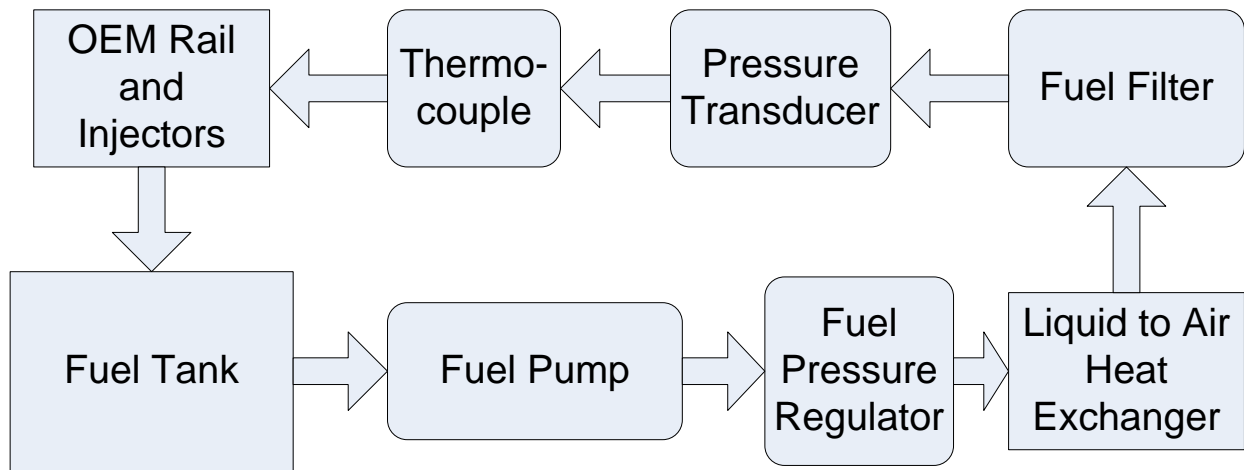 OEM Rail
and
Injectors
Thermo-
couple
Pressure
Transducer
Fuel Filter
Fuel Tank
Fuel Pump
Fuel
Pressure
Regulator
Liquid to Air
Heat
Exchanger